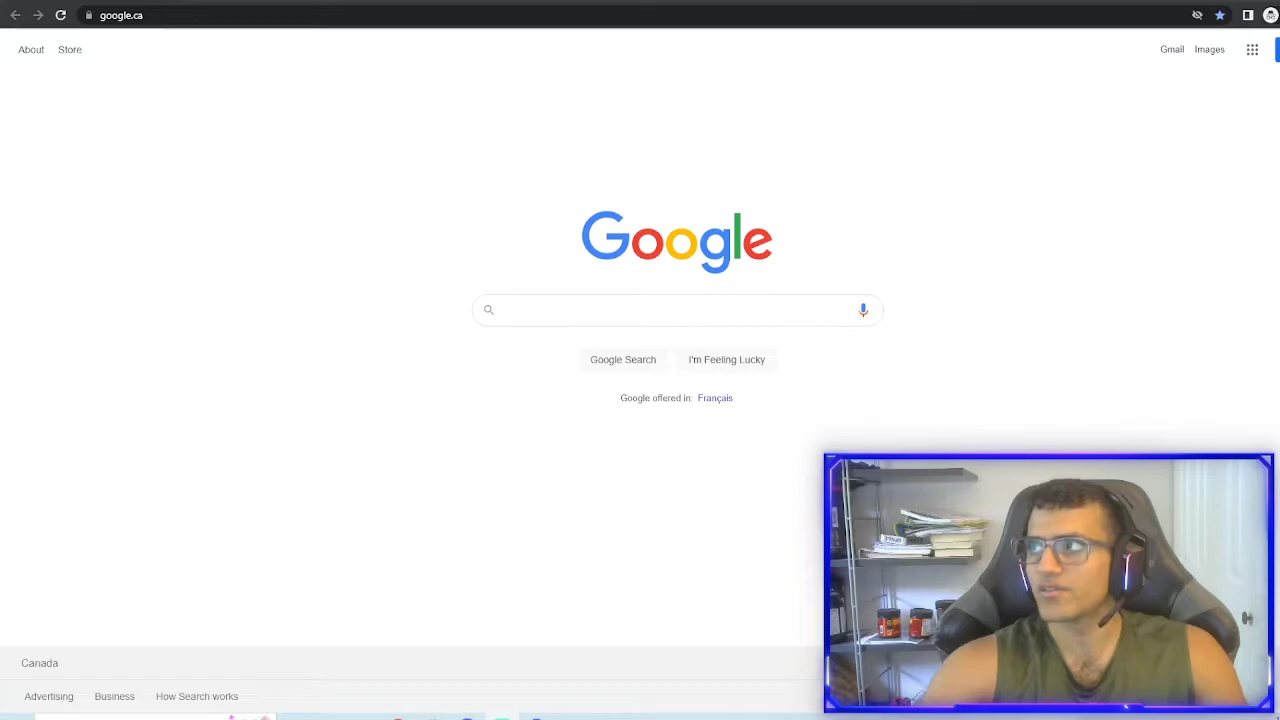 google.ca
About Store
Gmail Images
Google
Google Search I'm Feeling Lucky
Google offered in: Français
Canada
Advertising Business How Search works